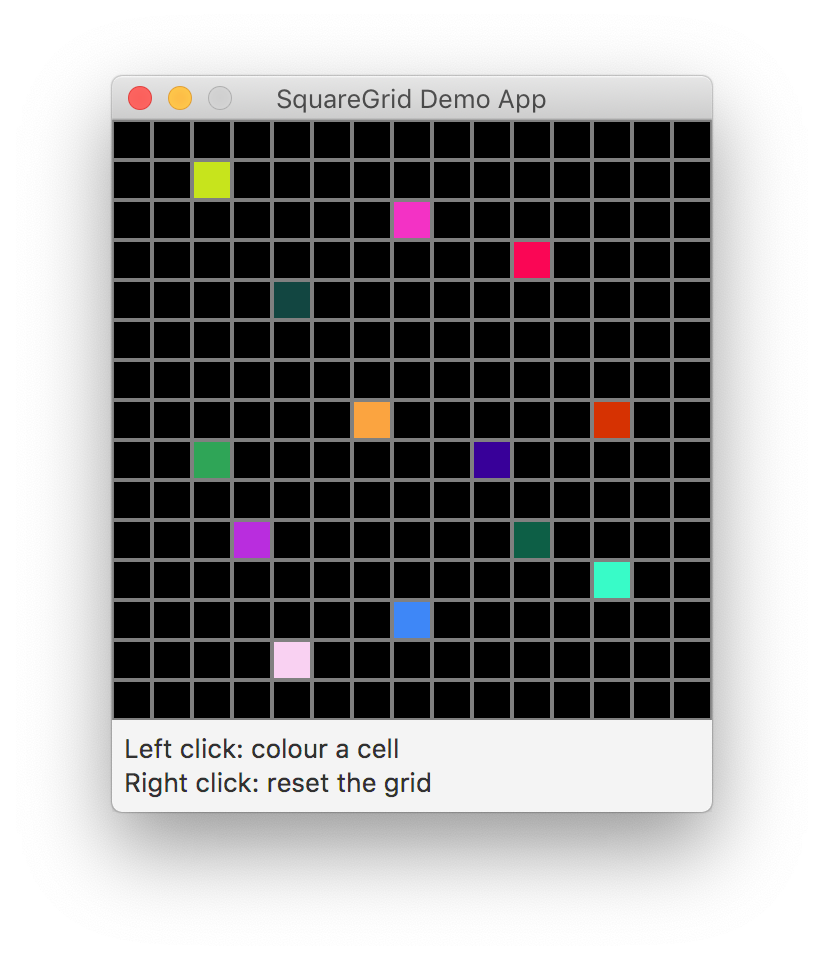 SquareGrid Demo App
Left click: colour a cell
Right click: reset the grid